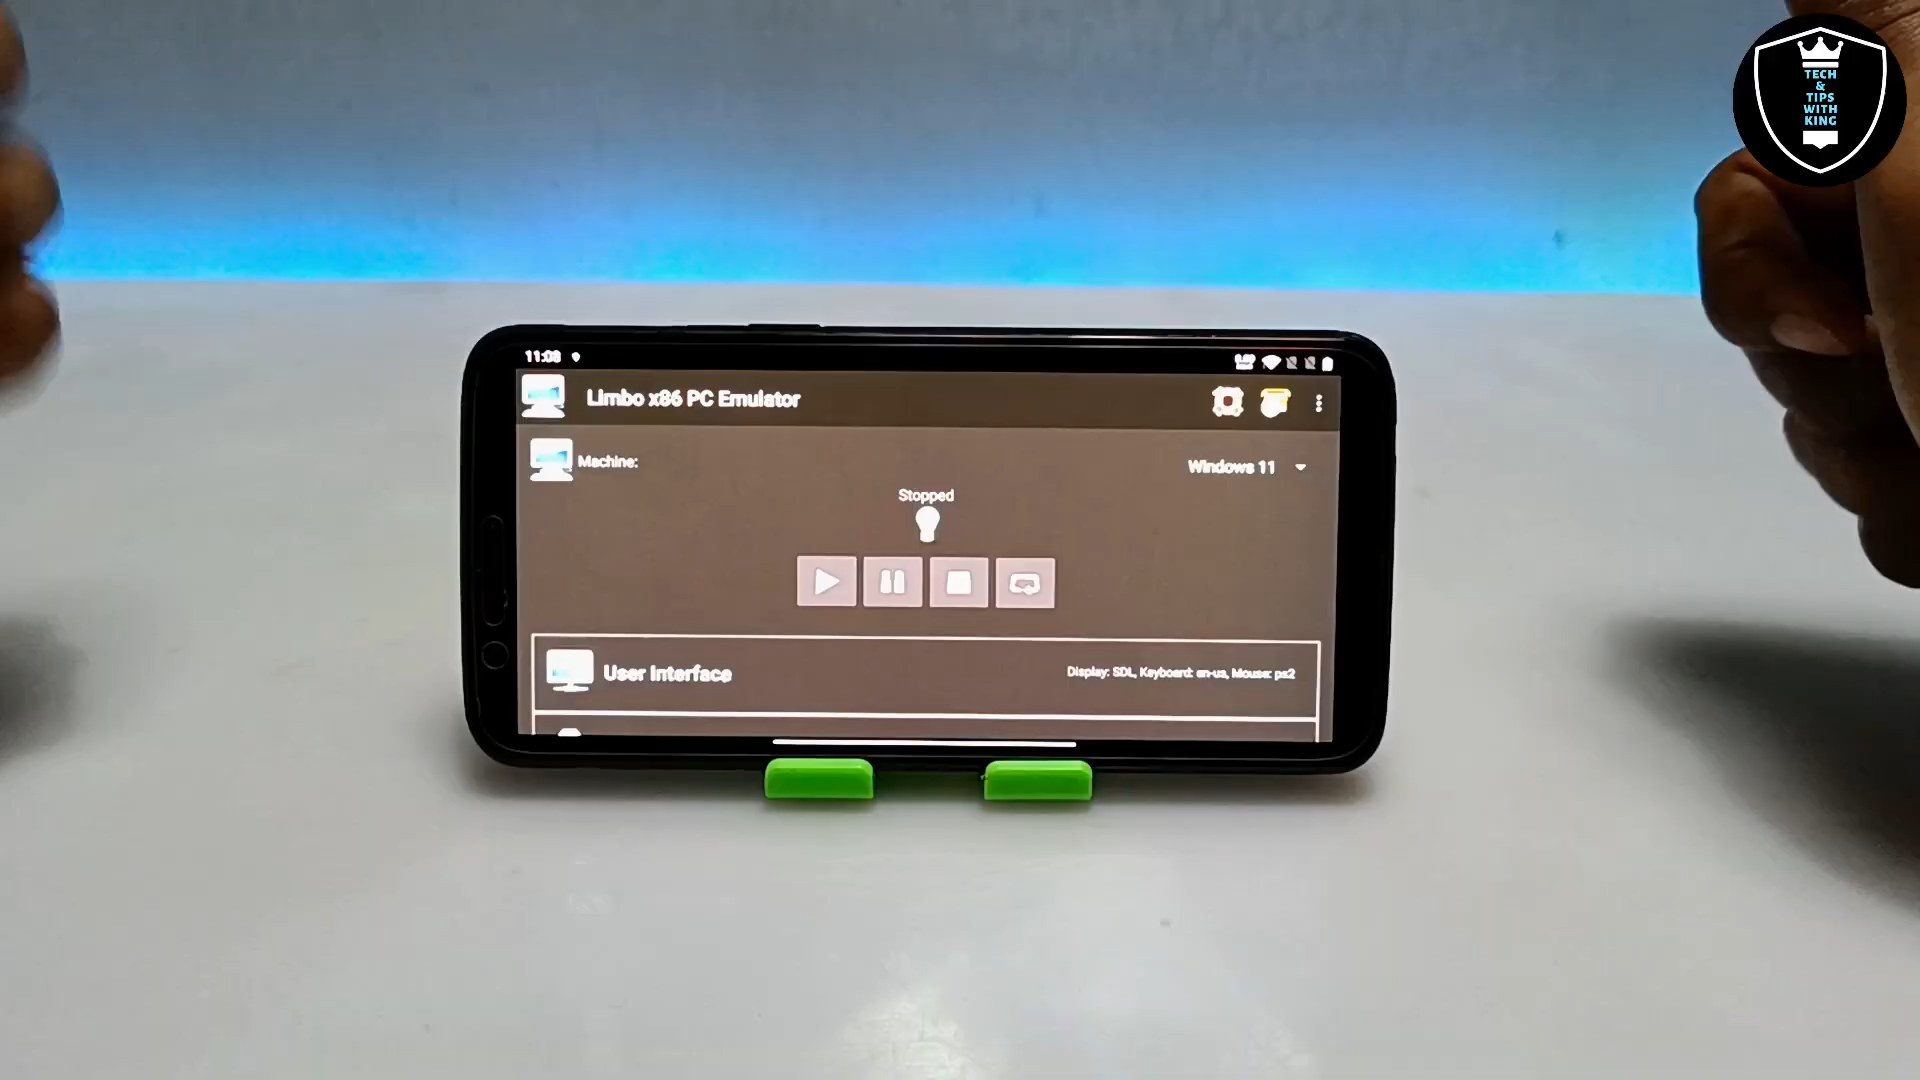 TECH
&
TIPS
WITH
KING
11:08
Limbo x86 PC Emulator
Machine:
Windows 11
Stopped
User Interface
Display: SDL, Keyboard: en-us, Mouse: ps2